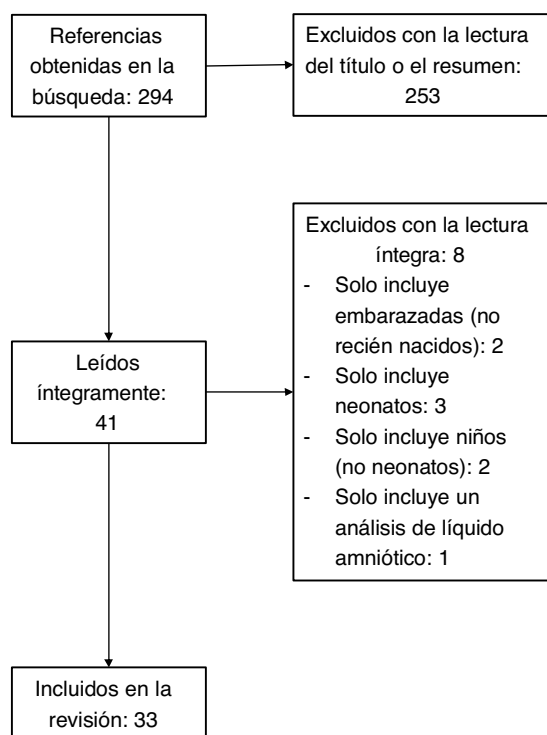 Referencias
obtenidas en la
búsqueda: 294
Excluidos con la lectura
del título o el resumen:
253
Excluidos con la lectura
íntegra: 8
- Solo incluye
embarazadas (no
recién nacidos): 2
- Solo incluye
neonatos: 3
- Solo incluye niños
(no neonatos): 2
- Solo incluye un
análisis de líquido
amniótico: 1
Leídos
íntegramente:
41
Incluidos en la
revisión: 33